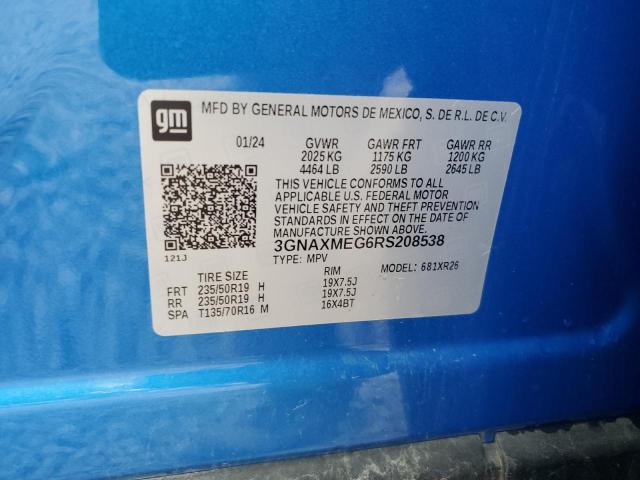 gm
MFD BY GENERAL MOTORS DE MEXICO, S. DE R.L. DE C.V.
01/24 GVWR GAWR FRT GAWR RR
2025 KG 1175 KG 1200 KG
4464 LB 2590 LB 2645 LB
THIS VEHICLE CONFORMS TO ALL
APPLICABLE U.S. FEDERAL MOTOR
VEHICLE SAFETY AND THEFT PREVENTION
STANDARDS IN EFFECT ON THE DATE OF
MANUFACTURE SHOWN ABOVE.
3GNAXMEG6RS208538
121J
TYPE: MPV MODEL: 681XR26
TIRE SIZE RIM
FRT 235/50R19 H 19X7.5J
RR 235/50R19 H 19X7.5J
SPA T135/70R16 M 16X4BT